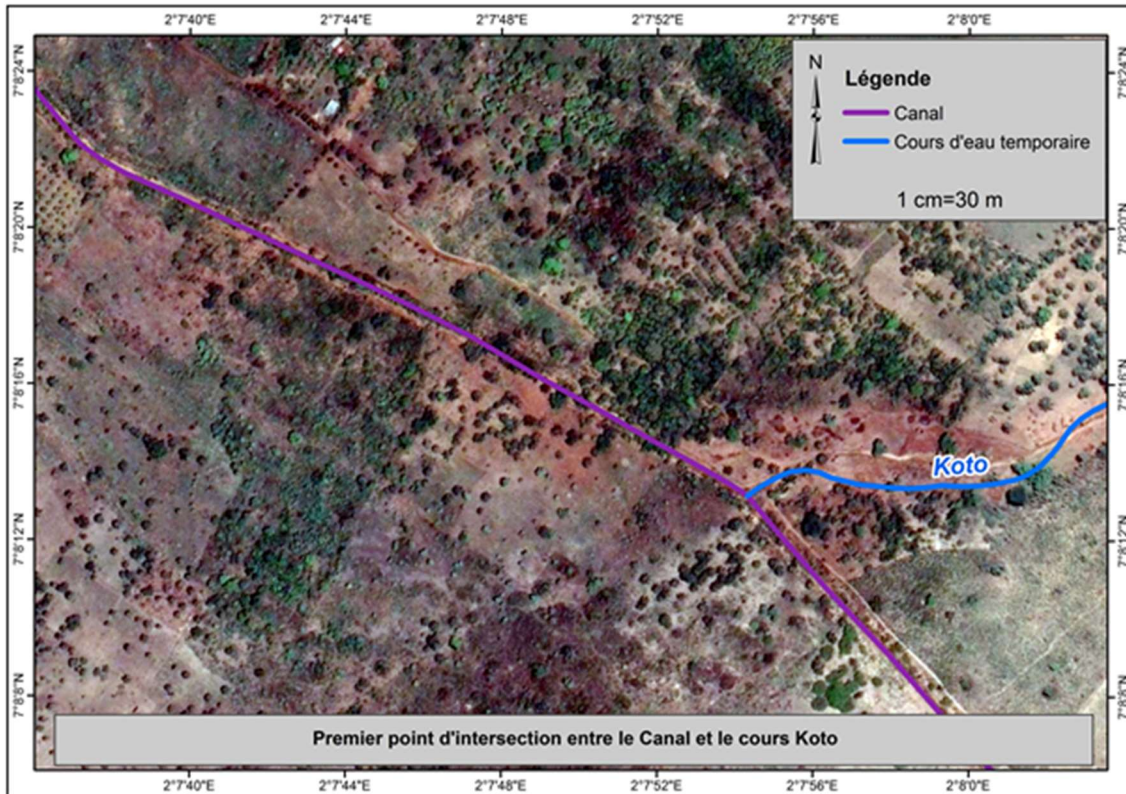 2°7'40"E 2°7'44"E 2°7'48"E 2°7'52"E 2°7'56"E 2°8'0"E
7°8'24"N 7°8'24"N
N
Légende
Canal
Cours d'eau temporaire
1 cm=30 m
7°8'20"N 7°8'20"N
7°8'16"N 7°8'16"N
Koto
7°8'12"N 7°8'12"N
7°8'8"N 7°8'8"N
Premier point d'intersection entre le Canal et le cours Koto
2°7'40"E 2°7'44"E 2°7'48"E 2°7'52"E 2°7'56"E 2°8'0"E